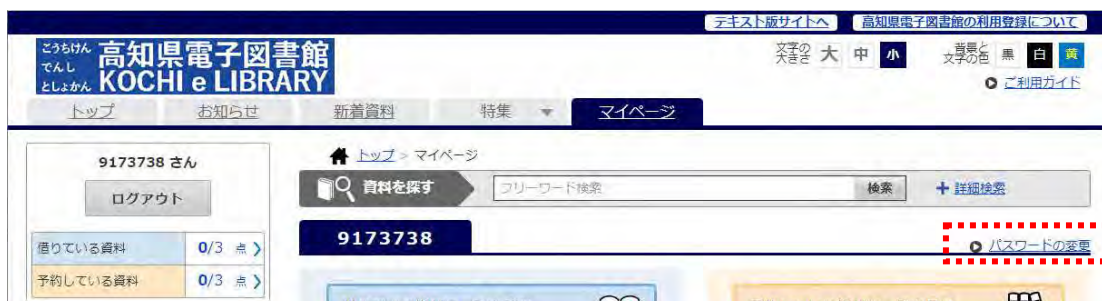 テキスト版サイトへ 高知県電子図書館の利用登録について
こうちけん
でんし
としょかん
高知県電子図書館
KOCHI e LIBRARY
文字の大きさ 大 中 小 背景と文字の色 黒 白 黄
ご利用ガイド
トップ お知らせ 新着資料 特集 マイページ
9173738 さん
ログアウト
借りている資料 0/3 点
予約している資料 0/3 点
トップ > マイページ
資料を探す フリーワード検索 検索 + 詳細検索
9173738
パスワードの変更